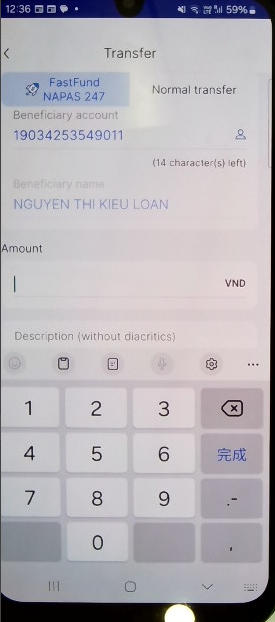 12:36
59%
Transfer
FastFund
NAPAS 247
Normal transfer
Beneficiary account
19034253549011
(14 character(s) left)
Beneficiary name
NGUYEN THI KIEU LOAN
Amount
VND
Description (without diacritics)
1 2 3
4 5 6 完成
7 8 9 .-
0 ,